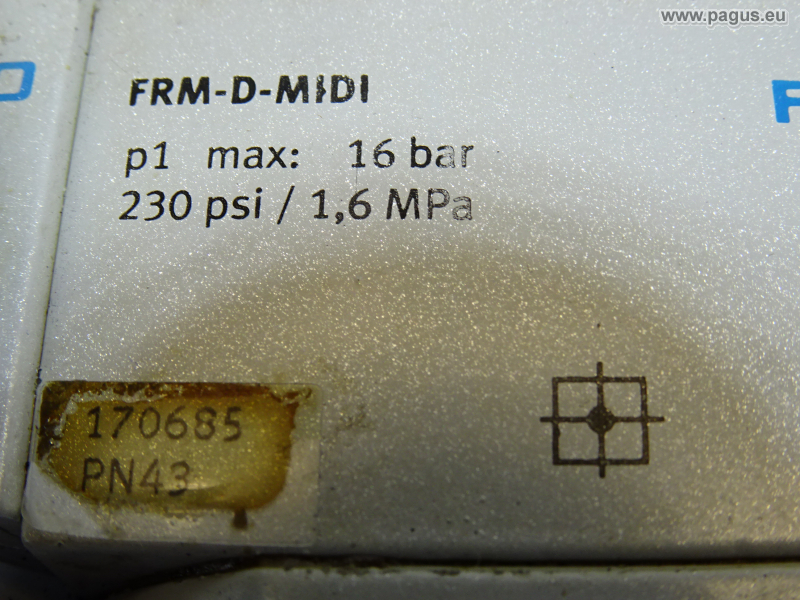 www.pagus.eu
FRM-D-MIDI
p1 max: 16 bar
230 psi / 1,6 MPa
170685
PN43